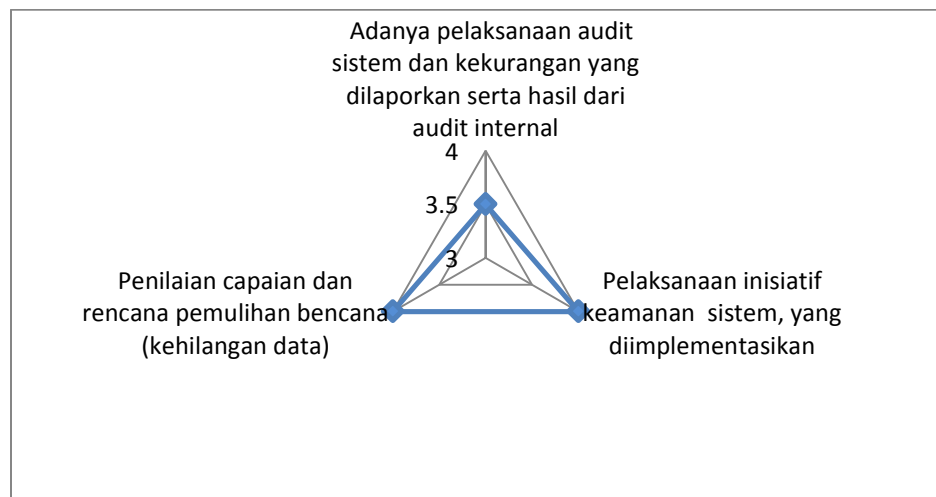 Adanya pelaksanaan audit
sistem dan kekurangan yang
dilaporkan serta hasil dari
audit internal
4
3.5
3
Penilaian capaian dan
rencana pemulihan bencana
(kehilangan data)
Pelaksanaan inisiatif
keamanan sistem, yang
diimplementasikan